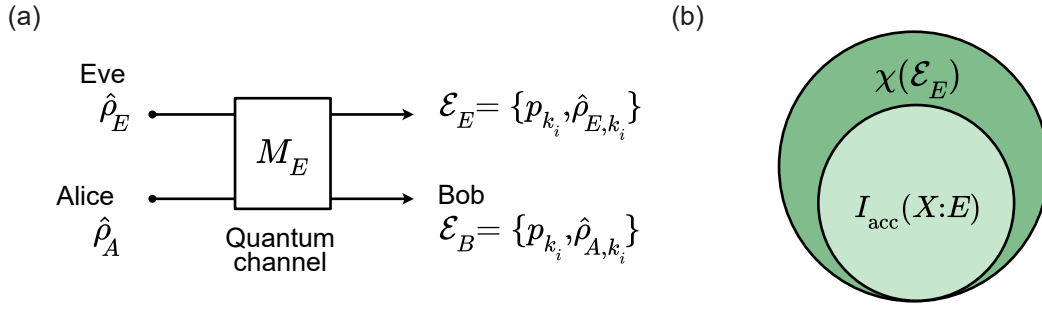 (a)
Eve
ρ̂_E
M_E
ℰ_E = {p_{k_i}, ρ̂_{E,k_i}}
Alice
ρ̂_A
Quantum
channel
Bob
ℰ_B = {p_{k_i}, ρ̂_{A,k_i}}
(b)
χ(ℰ_E)
I_acc(X:E)